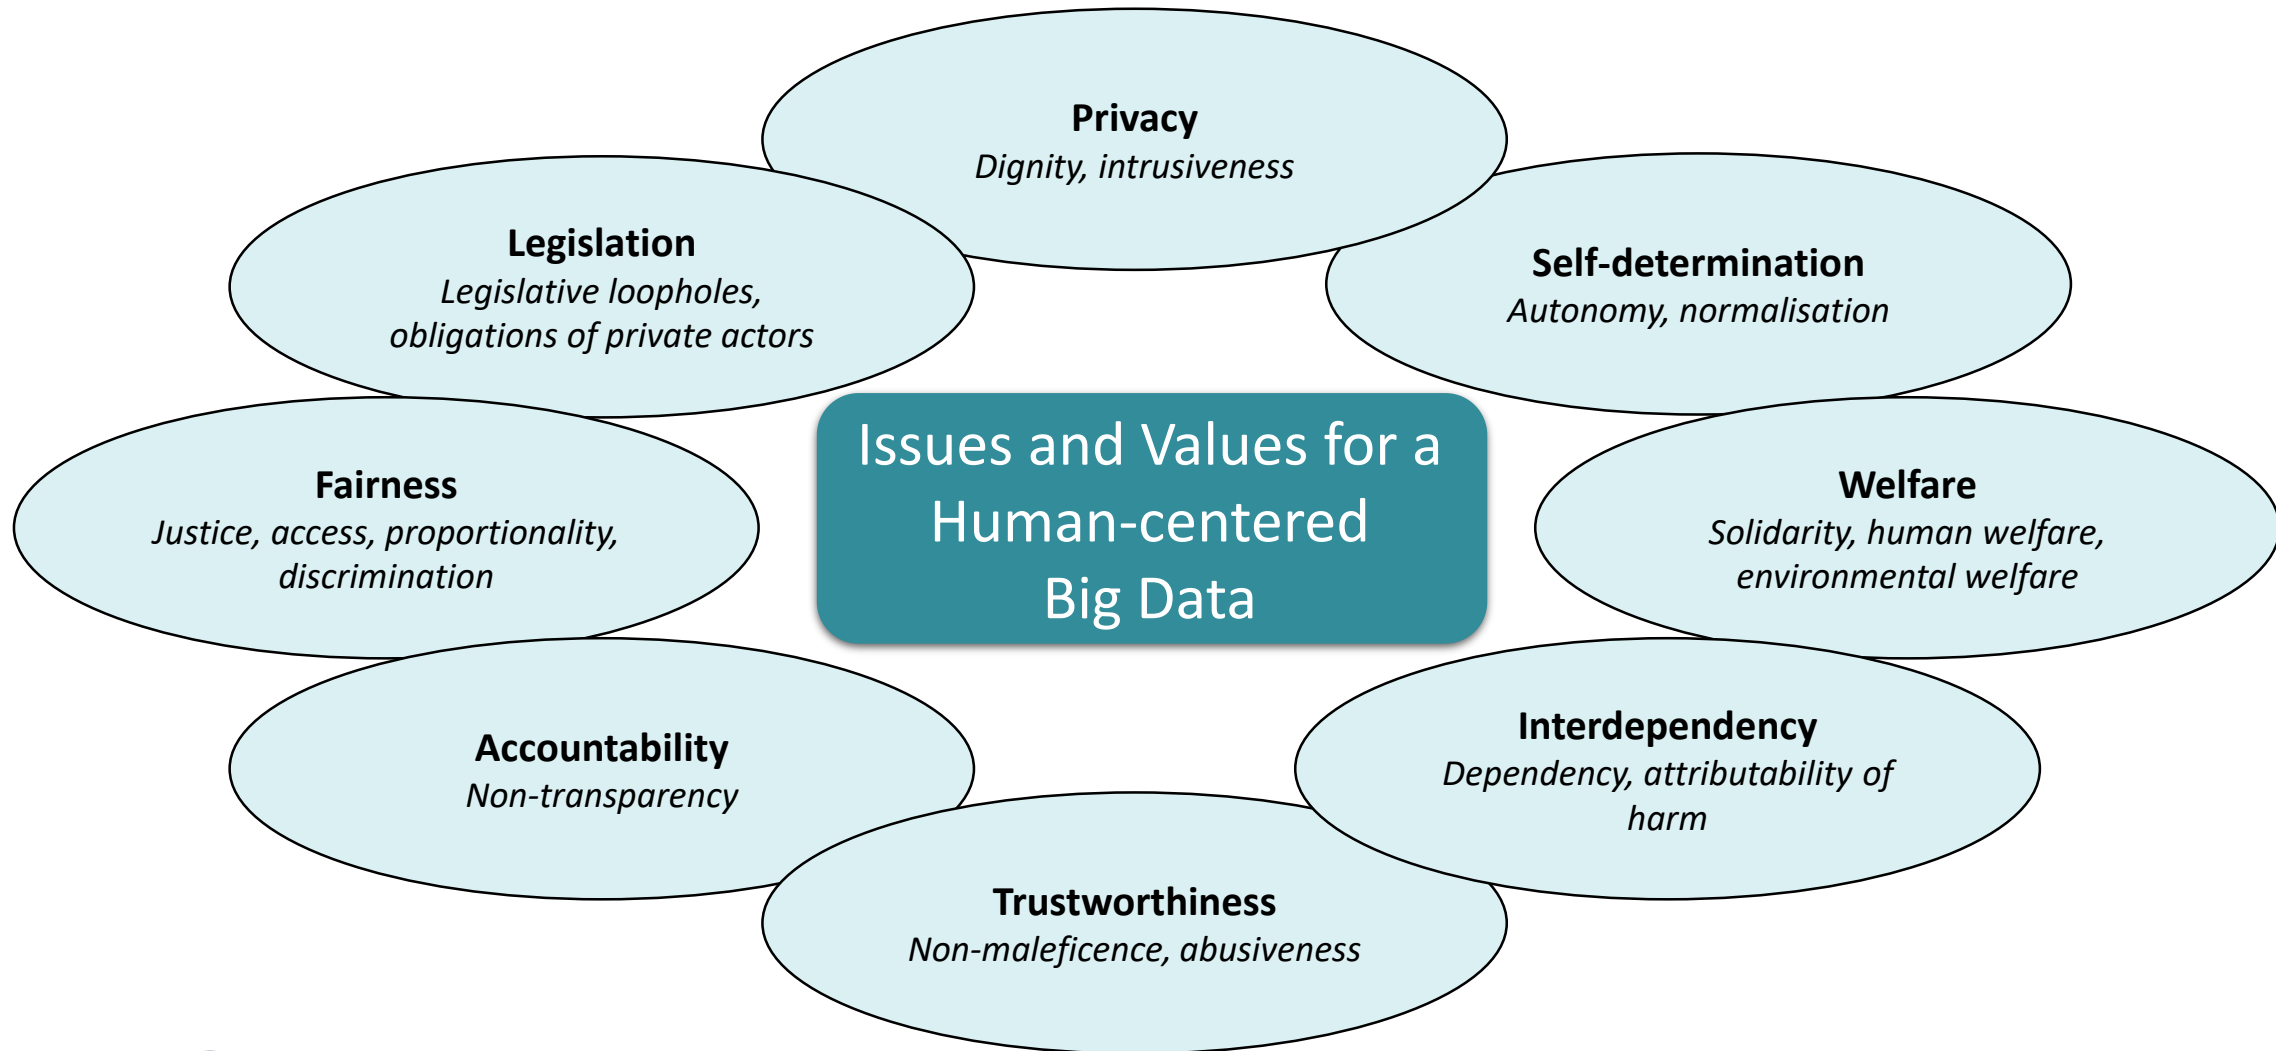 Privacy
Dignity, intrusiveness
Legislation
Legislative loopholes,
obligations of private actors
Self-determination
Autonomy, normalisation
Issues and Values for a
Human-centered
Big Data
Fairness
Justice, access, proportionality,
discrimination
Welfare
Solidarity, human welfare,
environmental welfare
Accountability
Non-transparency
Interdependency
Dependency, attributability of
harm
Trustworthiness
Non-maleficence, abusiveness